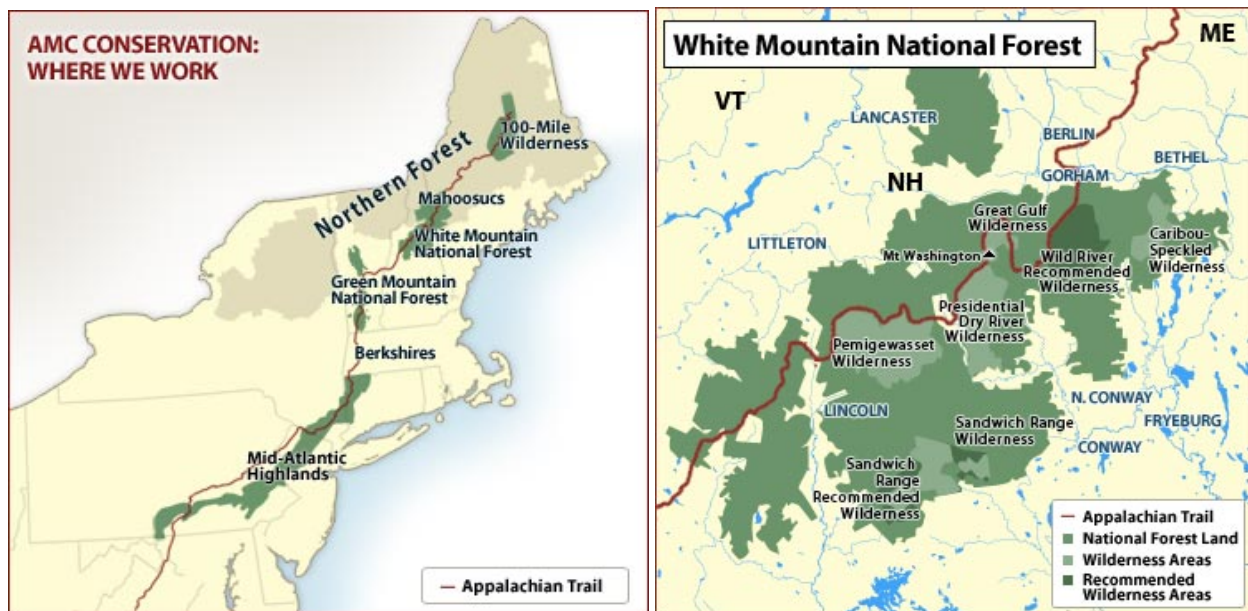 AMC CONSERVATION:
WHERE WE WORK
100-Mile
Wilderness
Northern Forest
Mahoosucs
White Mountain
National Forest
Green Mountain
National Forest
Berkshires
Mid-Atlantic
Highlands
Appalachian Trail
White Mountain National Forest
ME
VT
LANCASTER
BERLIN
BETHEL
GORHAM
NH
Great Gulf
Wilderness
Caribou-
Speckled
Wilderness
LITTLETON
Mt Washington
Wild River
Recommended
Wilderness
Presidential
Dry River
Wilderness
Pemigewasset
Wilderness
N. CONWAY
LINCOLN
FRYEBURG
Sandwich Range
Wilderness
CONWAY
Sandwich
Range
Recommended
Wilderness
Appalachian Trail
National Forest Land
Wilderness Areas
Recommended
Wilderness Areas